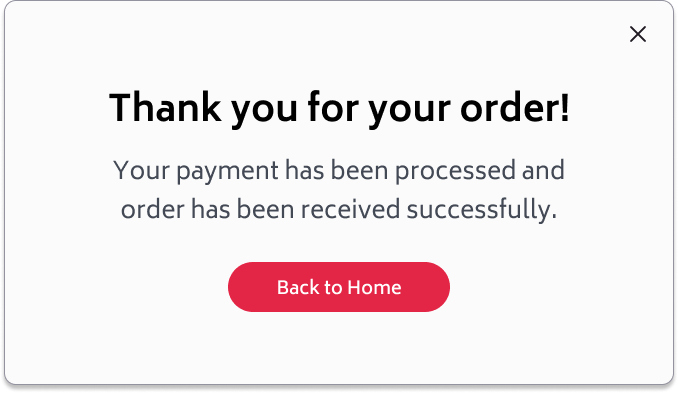 Thank you for your order!
Your payment has been processed and
order has been received successfully.
Back to Home